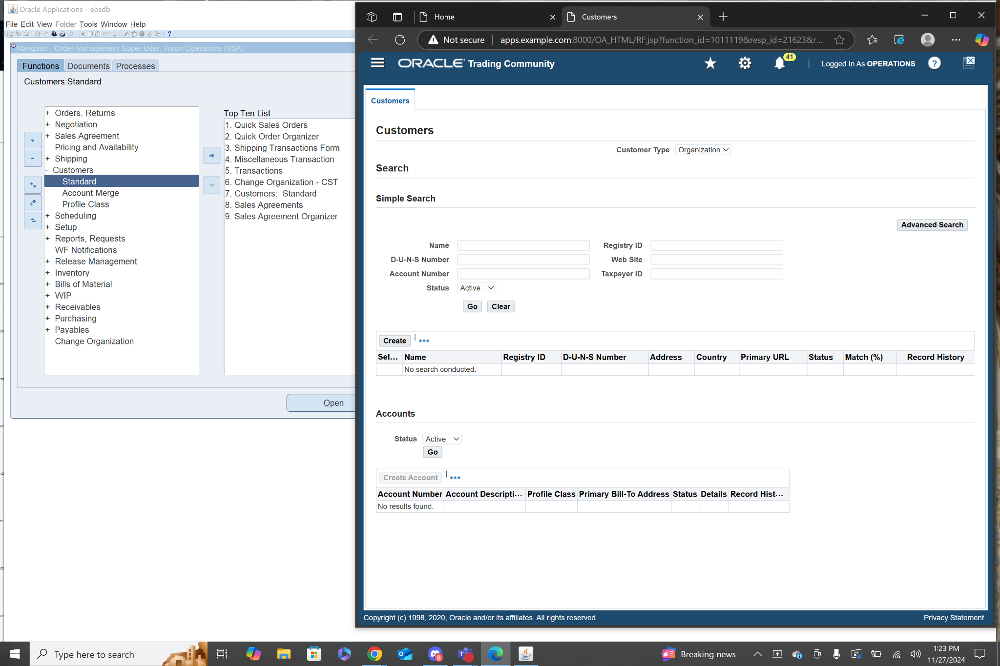 Oracle Applications - ebsdb
File Edit View Folder Tools Window Help
Navigator - Order Management Super User, Vision Operations (USA)
Functions Documents Processes
Customers:Standard
+ Orders, Returns
+ Negotiation
+ Sales Agreement
Pricing and Availability
+ Shipping
- Customers
Standard
Account Merge
Profile Class
+ Scheduling
+ Setup
+ Reports, Requests
WF Notifications
+ Release Management
+ Inventory
+ Bills of Material
+ WIP
+ Receivables
+ Purchasing
+ Payables
Change Organization
Top Ten List
1. Quick Sales Orders
2. Quick Order Organizer
3. Shipping Transactions Form
4. Miscellaneous Transaction
5. Transactions
6. Change Organization - CST
7. Customers:  Standard
8. Sales Agreements
9. Sales Agreement Organizer
Open
Home
Customers
Not secure
apps.example.com:8000/OA_HTML/RF.jsp?function_id=1011119&resp_id=21623&r...
ORACLE Trading Community
41
Logged In As OPERATIONS
?
Customers
Customers
Customer Type Organization
Search
Simple Search
Advanced Search
Name
Registry ID
D-U-N-S Number
Web Site
Account Number
Taxpayer ID
Status Active
Go Clear
Create
Sel... Name Registry ID D-U-N-S Number Address Country Primary URL Status Match (%) Record History
No search conducted.
Accounts
Status Active
Go
Create Account
Account Number Account Descripti... Profile Class Primary Bill-To Address Status Details Record Hist...
No results found.
Copyright (c) 1998, 2020, Oracle and/or its affiliates. All rights reserved.
Privacy Statement
Type here to search
8
Breaking news
1:23 PM
11/27/2024